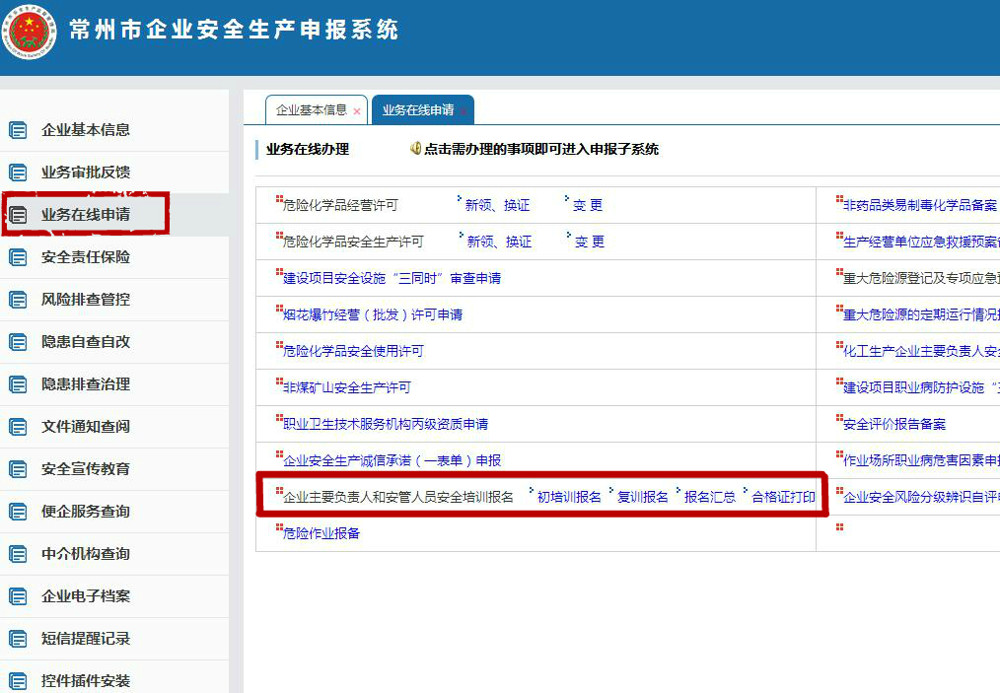 常州市企业安全生产申报系统
企业基本信息
业务审批反馈
业务在线申请
安全责任保险
风险排查管控
隐患自查自改
隐患排查治理
文件通知查阅
安全宣传教育
便企服务查询
中介机构查询
企业电子档案
短信提醒记录
控件插件安装
企业基本信息 × 业务在线申请 ×
业务在线办理 点击需办理的事项即可进入申报子系统
危险化学品经营许可 新领、换证 变 更 非药品类易制毒化学品备案
危险化学品安全生产许可 新领、换证 变 更 生产经营单位应急救援预案
建设项目安全设施“三同时”审查申请 重大危险源登记及专项应急
烟花爆竹经营（批发）许可申请 重大危险源的定期运行情况
危险化学品安全使用许可 化工生产企业主要负责人安
非煤矿山安全生产许可 建设项目职业病防护设施“
职业卫生技术服务机构丙级资质申请 安全评价报告备案
企业安全生产诚信承诺（一表单）申报 作业场所职业病危害因素申
企业主要负责人和安管人员安全培训报名 初培训报名 复训报名 报名汇总 合格证打印 企业安全风险分级辨识自评
危险作业报备